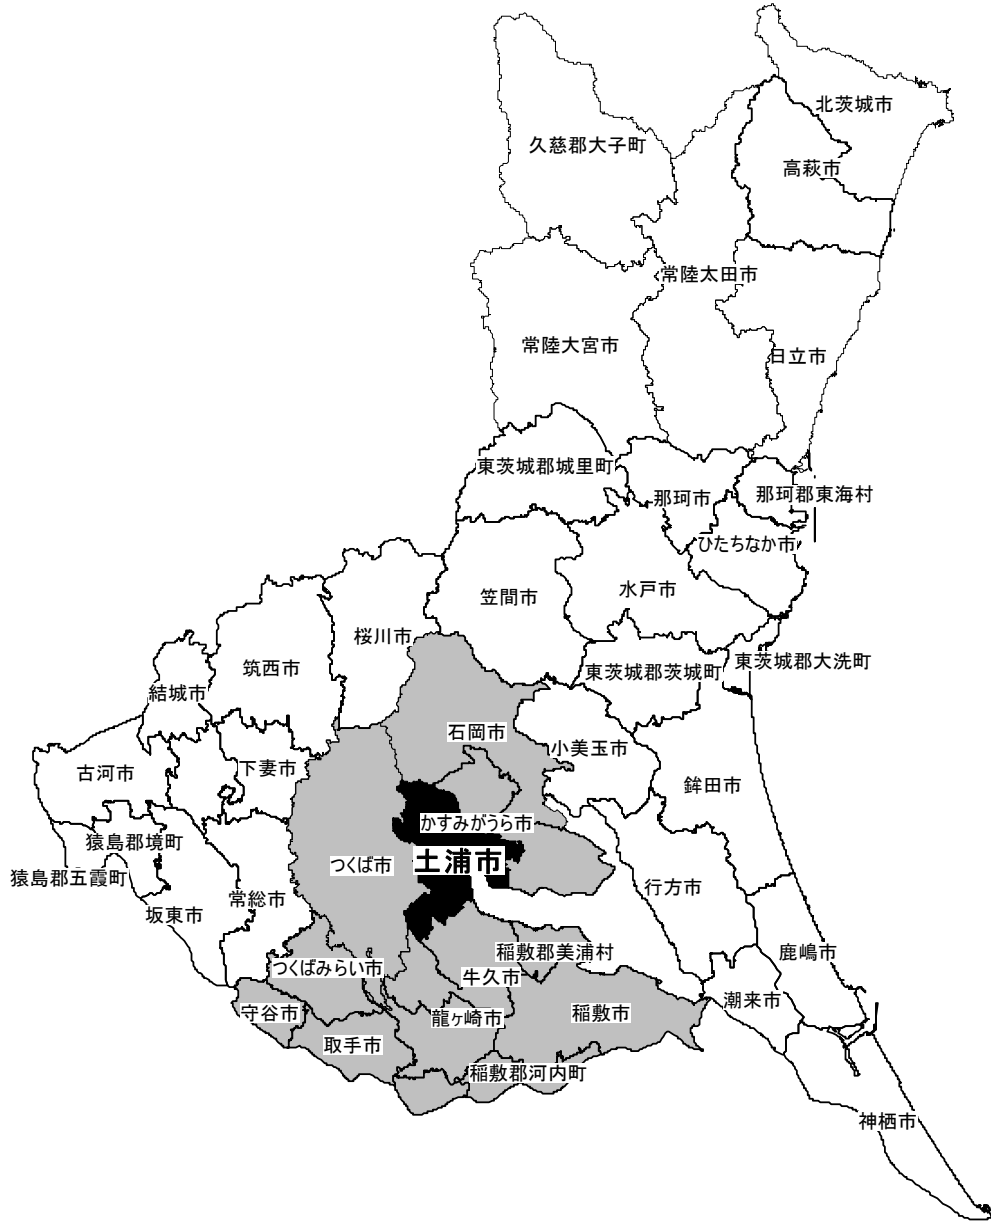 北茨城市
久慈郡大子町
高萩市
常陸太田市
常陸大宮市
日立市
東茨城郡城里町
那珂市
那珂郡東海村
ひたちなか市
水戸市
笠間市
桜川市
筑西市
東茨城郡茨城町
東茨城郡大洗町
結城市
石岡市
小美玉市
古河市
下妻市
鉾田市
かすみがうら市
猿島郡境町
土浦市
つくば市
猿島郡五霞町
行方市
常総市
坂東市
稲敷郡美浦村
鹿嶋市
つくばみらい市
牛久市
潮来市
守谷市
龍ヶ崎市
稲敷市
取手市
稲敷郡河内町
神栖市